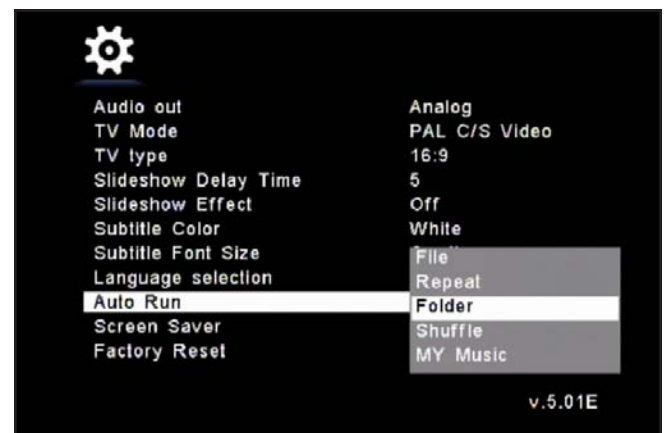 Audio out Analog
TV Mode PAL C/S Video
TV type 16:9
Slideshow Delay Time 5
Slideshow Effect Off
Subtitle Color White
Subtitle Font Size
File
Language selection Repeat
Auto Run Folder
Screen Saver Shuffle
Factory Reset MY Music
v.5.01E